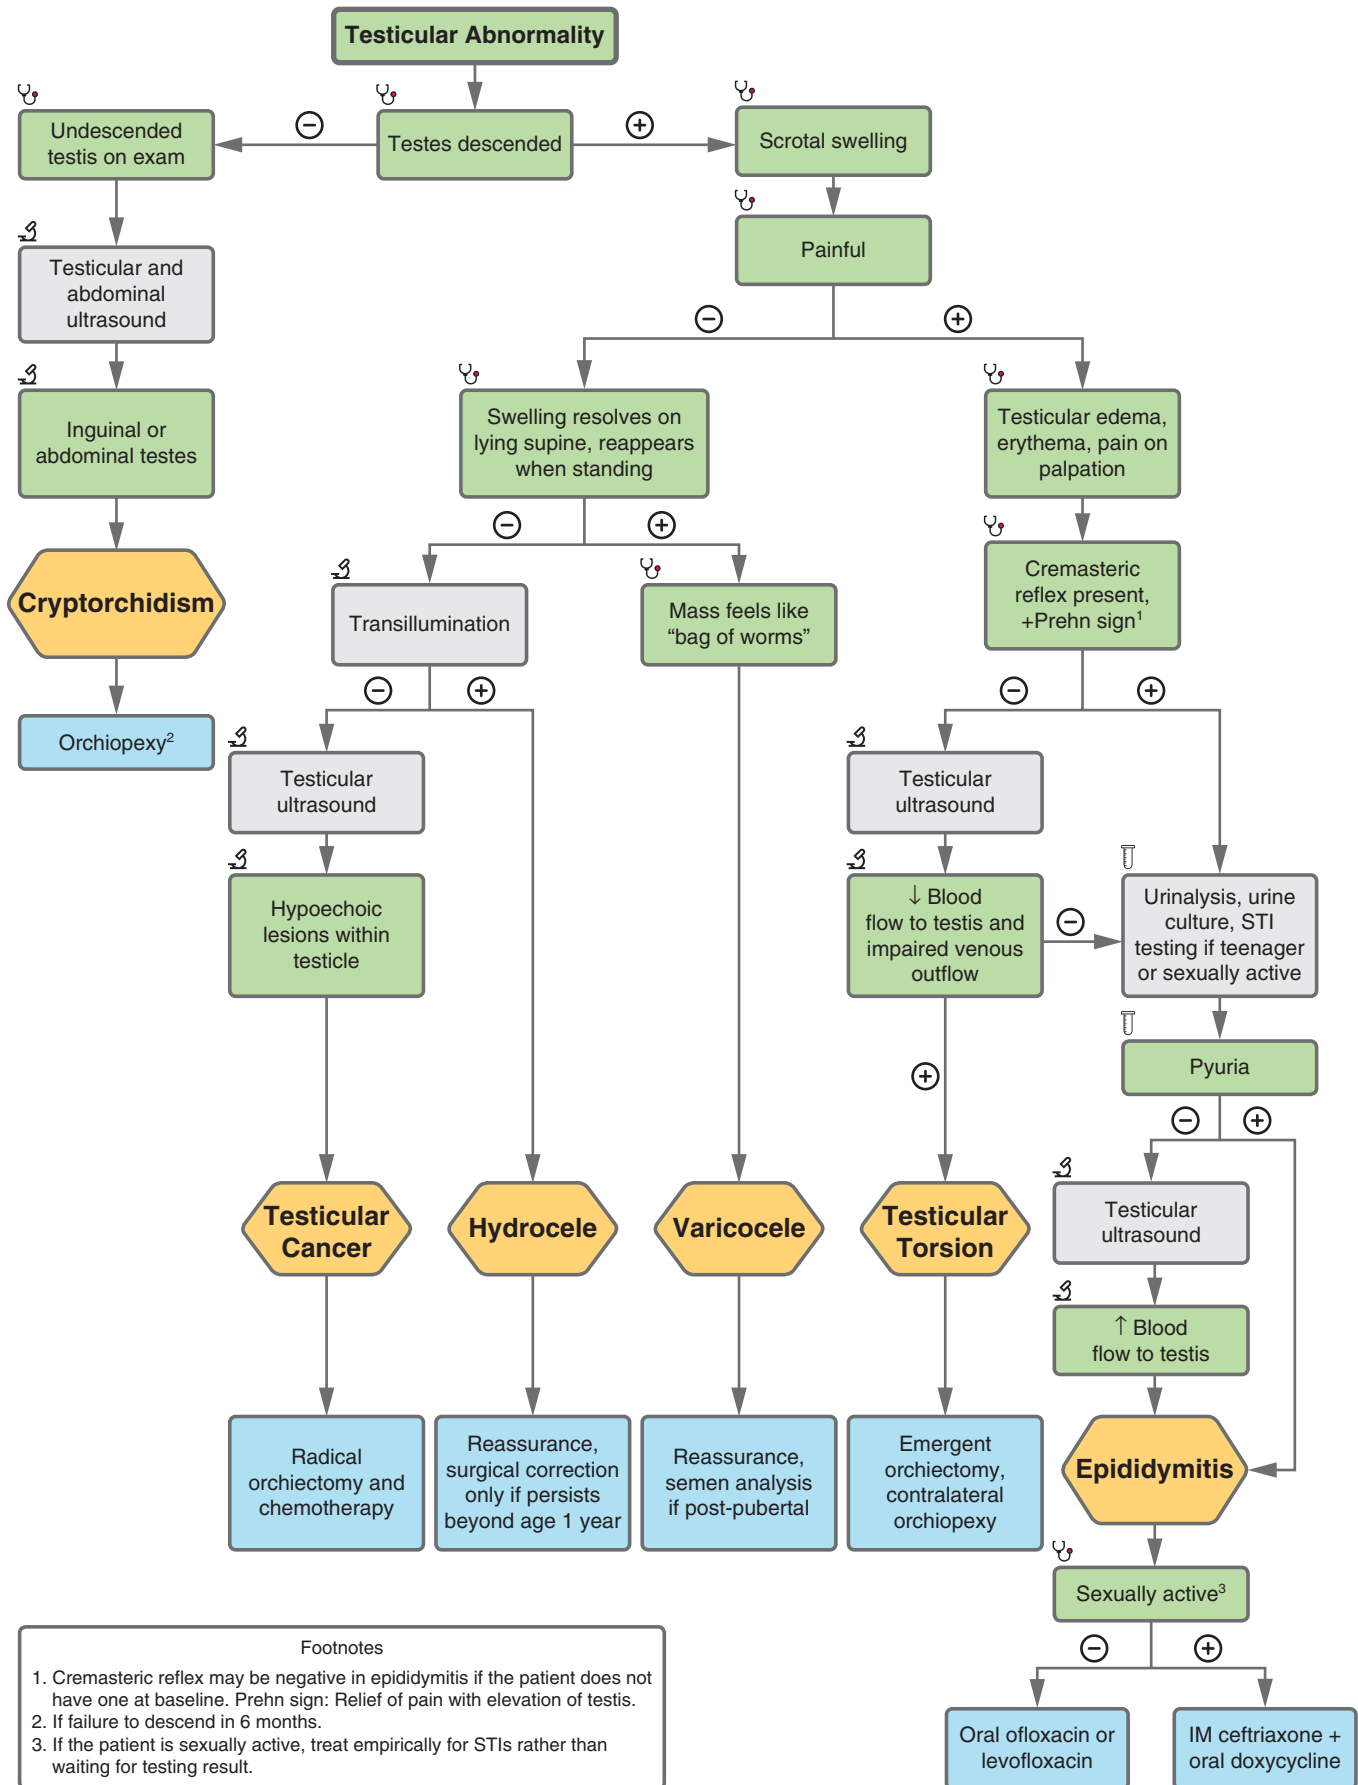 Testicular Abnormality
Undescended
testis on exam
−
Testes descended
+
Scrotal swelling
Testicular and
abdominal
ultrasound
Painful
−
+
Inguinal or
abdominal testes
Swelling resolves on
lying supine, reappears
when standing
Testicular edema,
erythema, pain on
palpation
−
+
Cryptorchidism
Transillumination
Mass feels like
“bag of worms”
Cremasteric
reflex present,
+Prehn sign1
−
+
−
+
Orchiopexy2
Testicular
ultrasound
Testicular
ultrasound
Hypoechoic
lesions within
testicle
↓ Blood
flow to testis and
impaired venous
outflow
−
Urinalysis, urine
culture, STI
testing if teenager
or sexually active
+
Pyuria
−
+
Testicular
Cancer
Hydrocele
Varicocele
Testicular
Torsion
Testicular
ultrasound
↑ Blood
flow to testis
Radical
orchiectomy and
chemotherapy
Reassurance,
surgical correction
only if persists
beyond age 1 year
Reassurance,
semen analysis
if post-pubertal
Emergent
orchiectomy,
contralateral
orchiopexy
Epididymitis
Sexually active3
−
+
Oral ofloxacin or
levofloxacin
IM ceftriaxone +
oral doxycycline
Footnotes
1. Cremasteric reflex may be negative in epididymitis if the patient does not
have one at baseline. Prehn sign: Relief of pain with elevation of testis.
2. If failure to descend in 6 months.
3. If the patient is sexually active, treat empirically for STIs rather than
waiting for testing result.